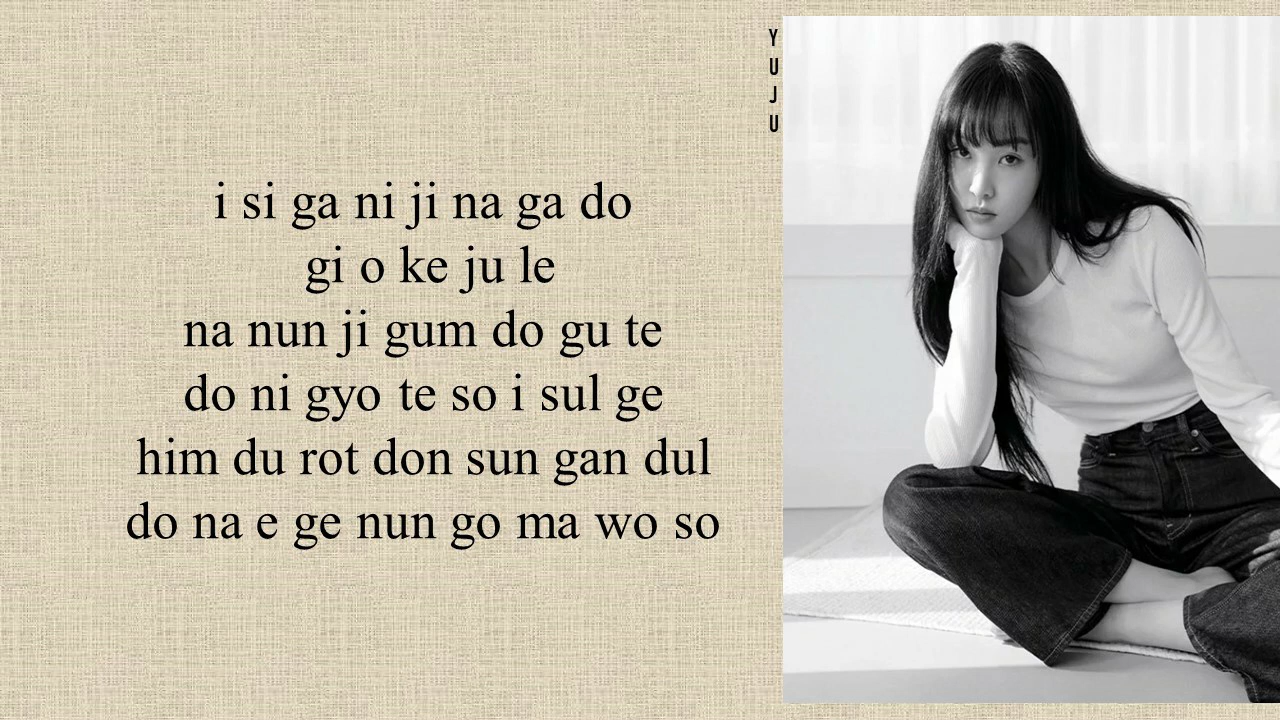 i si ga ni ji na ga do
gi o ke ju le
na nun ji gum do gu te
do ni gyo te so i sul ge
him du rot don sun gan dul
do na e ge nun go ma wo so
YUJU